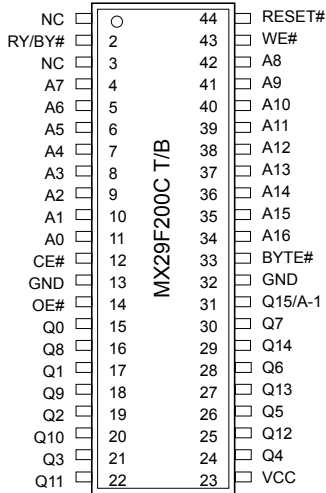 NC 44 RESET#
RY/BY# 2 43 WE#
NC 3 42 A8
A7 4 41 A9
A6 5 40 A10
A5 6 39 A11
A4 7 38 A12
A3 8 37 A13
A2 9 36 A14
A1 10 35 A15
A0 11 34 A16
CE# 12 33 BYTE#
GND 13 32 GND
OE# 14 31 Q15/A-1
Q0 15 30 Q7
Q8 16 29 Q14
Q1 17 28 Q6
Q9 18 27 Q13
Q2 19 26 Q5
Q10 20 25 Q12
Q3 21 24 Q4
Q11 22 23 VCC
MX29F200C T/B